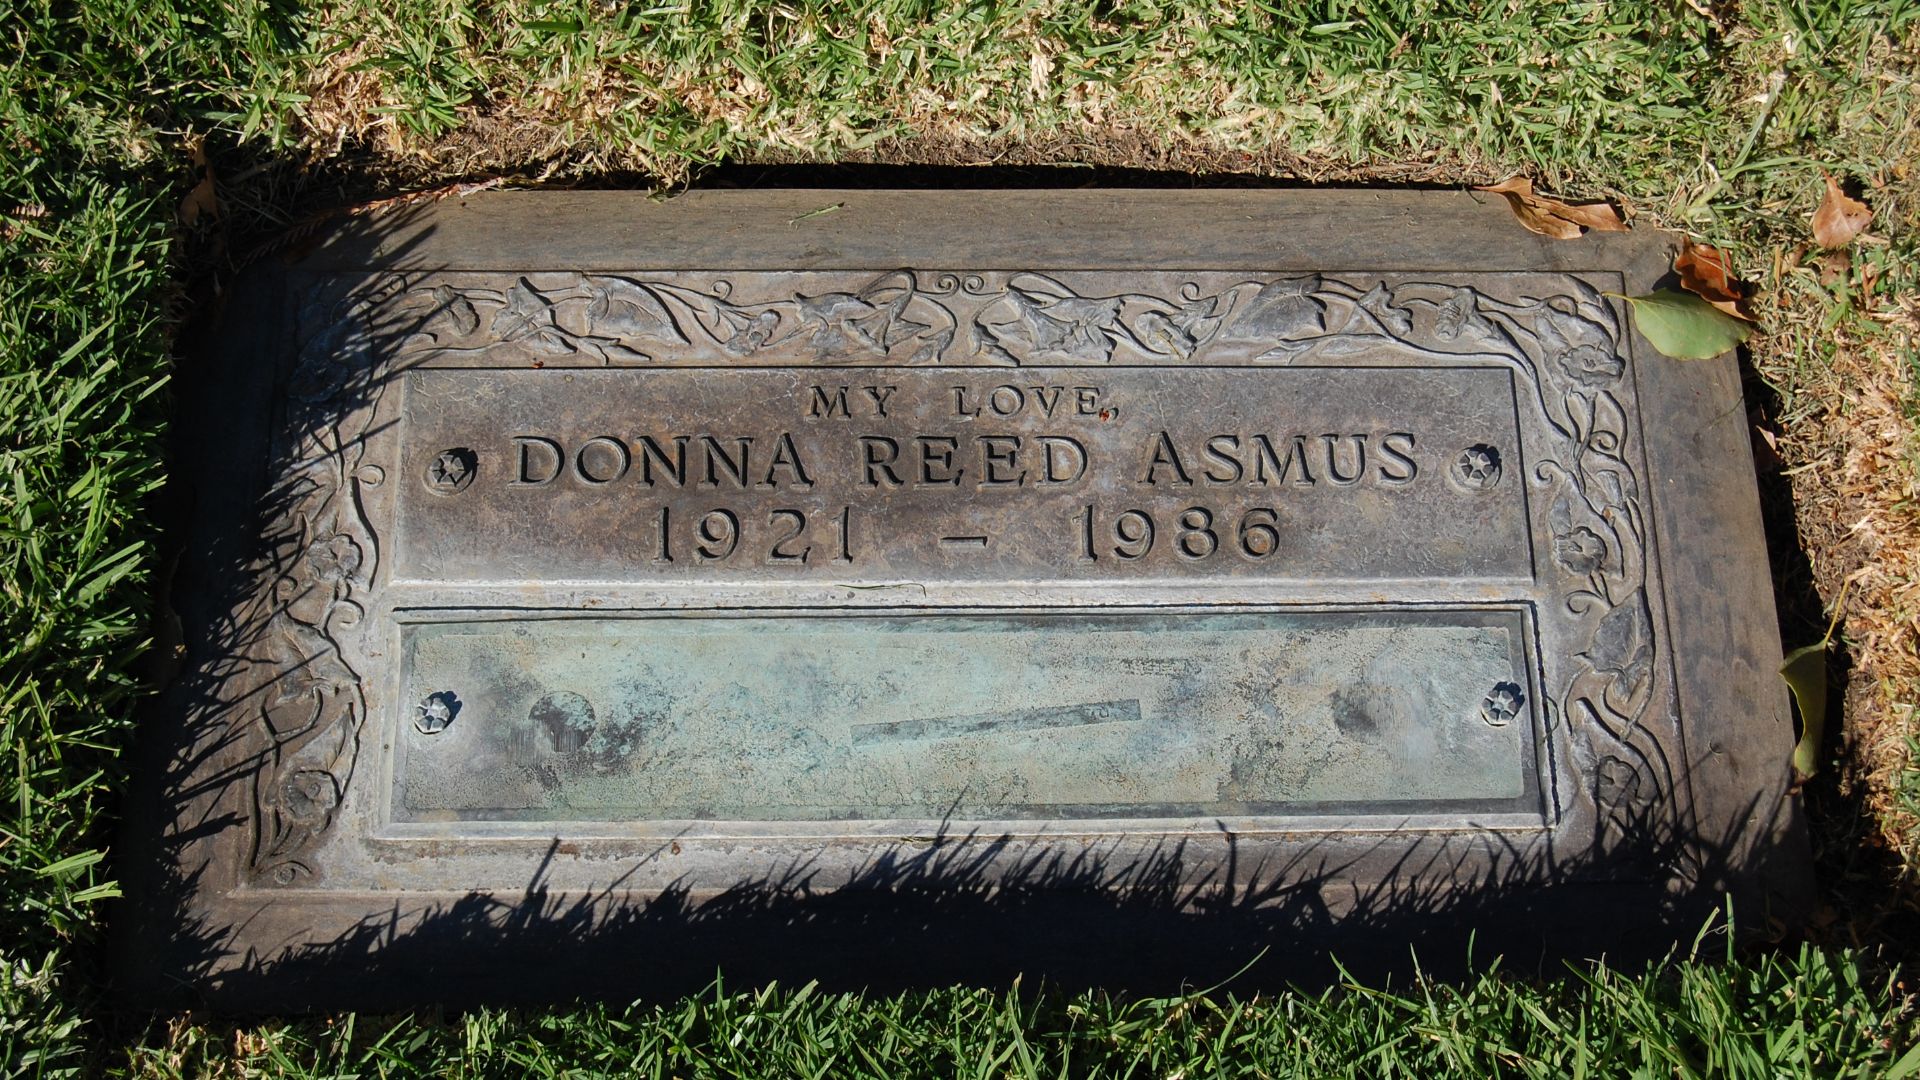 MY LOVE,
DONNA REED ASMUS
1921 - 1986